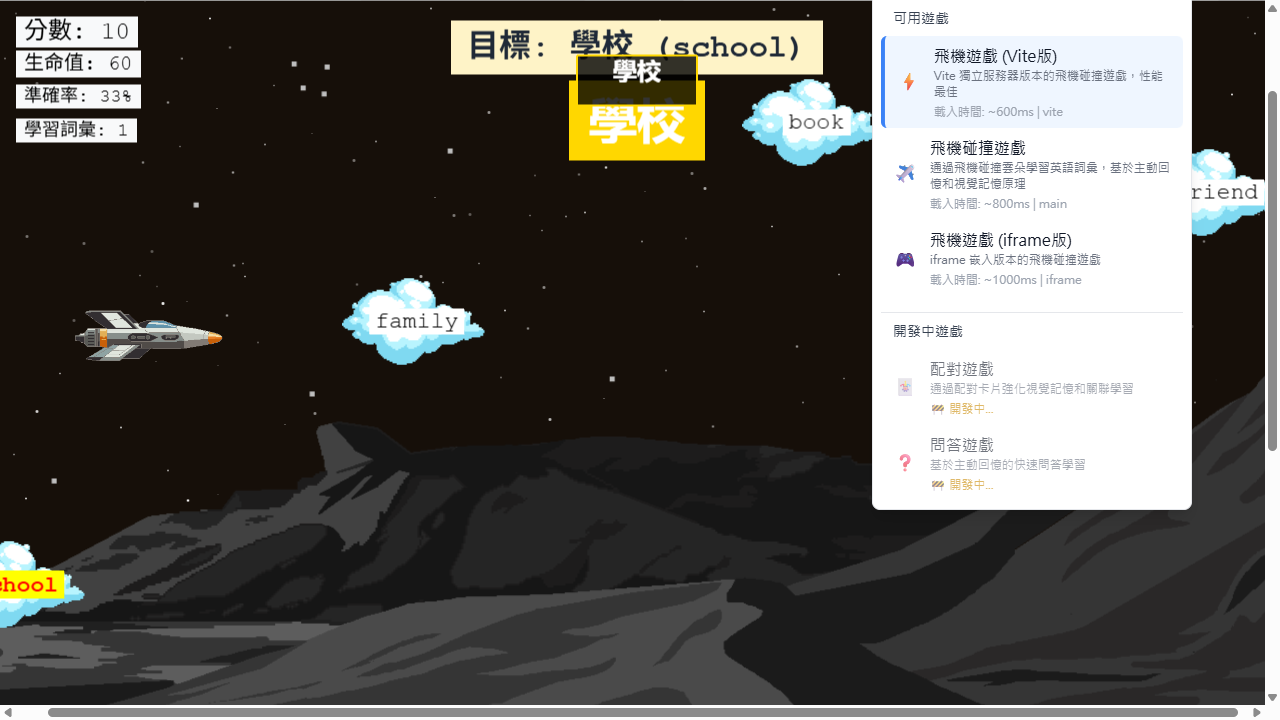 分數: 10
生命值: 60
準確率: 33%
學習詞彙: 1
目標: 學校 (school)
學校
學校
book
family
可用遊戲
飛機遊戲 (Vite版)
Vite 獨立服務器版本的飛機碰撞遊戲，性能
最佳
載入時間: ~600ms | vite
飛機碰撞遊戲
通過飛機碰撞雲朵學習英語詞彙，基於主動回
憶和視覺記憶原理
載入時間: ~800ms | main
飛機遊戲 (iframe版)
iframe 嵌入版本的飛機碰撞遊戲
載入時間: ~1000ms | iframe
開發中遊戲
配對遊戲
通過配對卡片強化視覺記憶和關聯學習
開發中...
問答遊戲
基於主動回憶的快速問答學習
開發中...
riend
hool